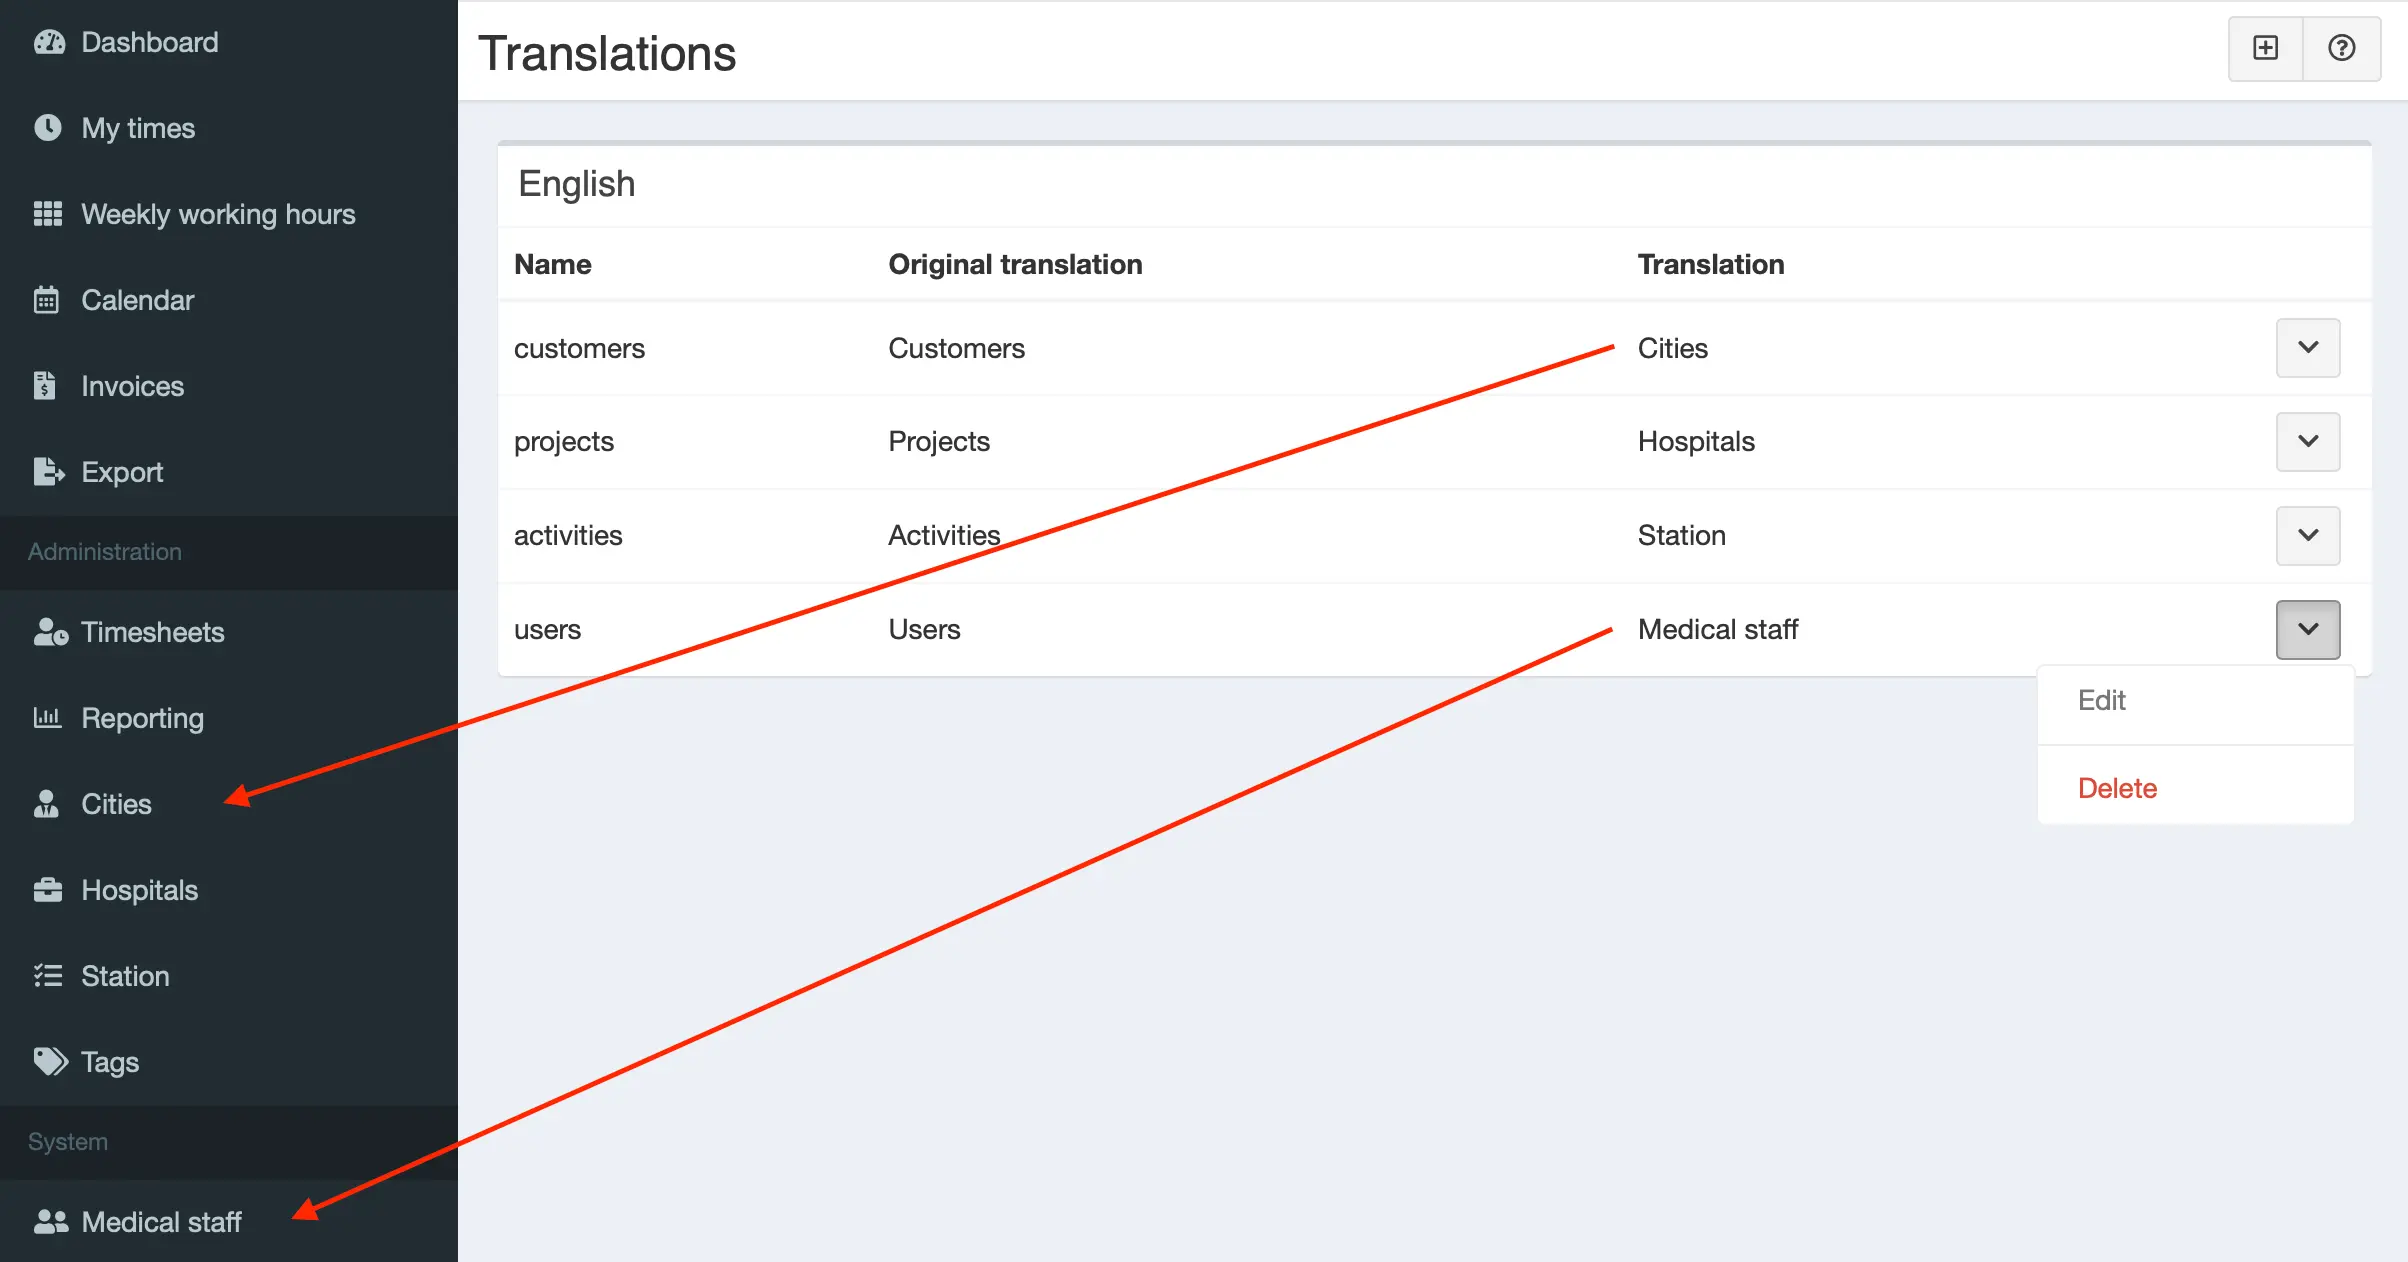 Dashboard
My times
Weekly working hours
Calendar
Invoices
Export
Administration
Timesheets
Reporting
Cities
Hospitals
Station
Tags
System
Medical staff
Translations
English
Name Original translation Translation
customers Customers Cities
projects Projects Hospitals
activities Activities Station
users Users Medical staff
Edit
Delete